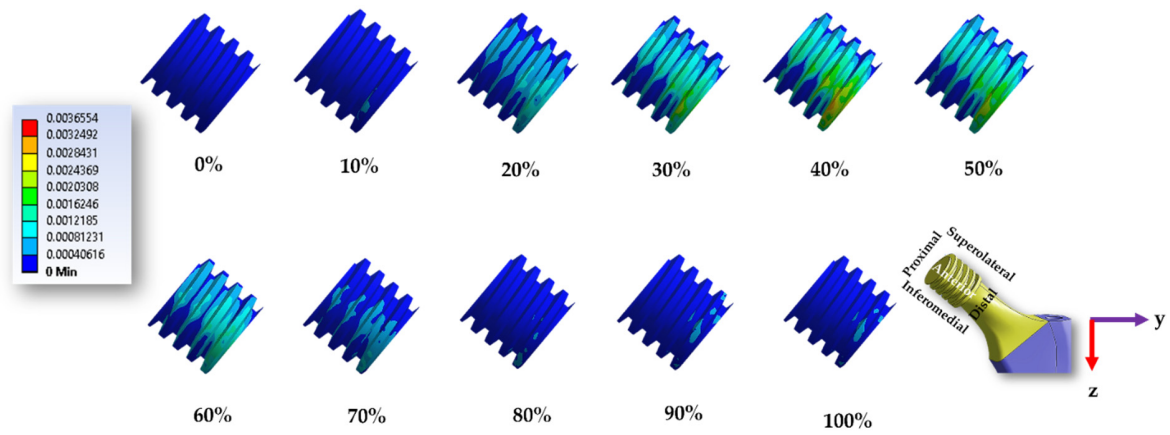 0%
10%
20%
30%
40%
50%
0.0036554
0.0032492
0.0028431
0.0024369
0.0020308
0.0016246
0.0012185
0.00081231
0.00040616
0 Min
60%
70%
80%
90%
100%
Proximal
Superolateral
Anterior
Inferomedial
Distal
y
z